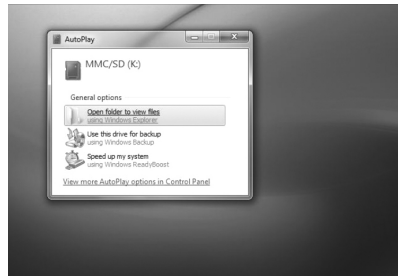 AutoPlay
MMC/SD (K:)
General options
Open folder to view files
using Windows Explorer
Use this drive for backup
using Windows Backup
Speed up my system
using Windows ReadyBoost
View more AutoPlay options in Control Panel